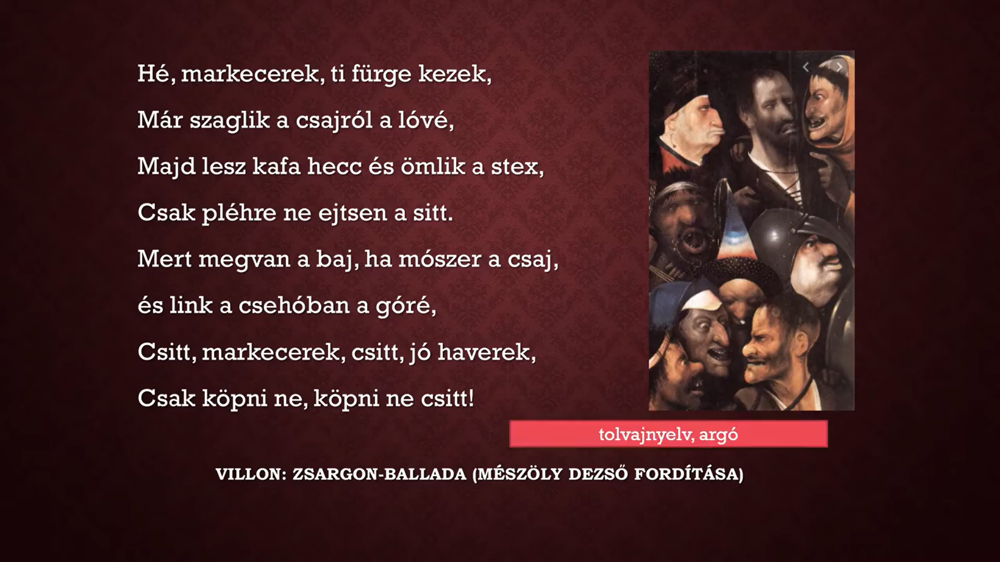 Hé, markecerek, ti fürge kezek,
Már szaglik a csajról a lóvé,
Majd lesz kafa hecc és ömlik a stex,
Csak pléhre ne ejtsen a sitt.
Mert megvan a baj, ha mószer a csaj,
és link a csehóban a góré,
Csitt, markecerek, csitt, jó haverek,
Csak köpni ne, köpni ne csitt!
tolvajnyelv, argó
VILLON: ZSARGON-BALLADA (MÉSZÖLY DEZSŐ FORDÍTÁSA)